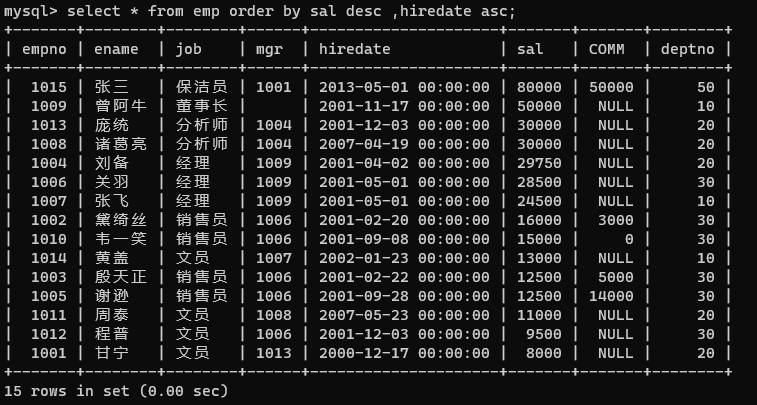 mysql> select * from emp order by sal desc ,hiredate asc;
+-------+--------+--------+------+---------------------+-------+-------+--------+
| empno | ename  | job    | mgr  | hiredate            | sal   | COMM  | deptno |
+-------+--------+--------+------+---------------------+-------+-------+--------+
|  1015 | 张三   | 保洁员 | 1001 | 2013-05-01 00:00:00 | 80000 | 50000 |     50 |
|  1009 | 曾阿牛 | 董事长 |      | 2001-11-17 00:00:00 | 50000 |  NULL |     10 |
|  1013 | 庞统   | 分析师 | 1004 | 2001-12-03 00:00:00 | 30000 |  NULL |     20 |
|  1008 | 诸葛亮 | 分析师 | 1004 | 2007-04-19 00:00:00 | 30000 |  NULL |     20 |
|  1004 | 刘备   | 经理   | 1009 | 2001-04-02 00:00:00 | 29750 |  NULL |     20 |
|  1006 | 关羽   | 经理   | 1009 | 2001-05-01 00:00:00 | 28500 |  NULL |     30 |
|  1007 | 张飞   | 经理   | 1009 | 2001-05-01 00:00:00 | 24500 |  NULL |     10 |
|  1002 | 黛绮丝 | 销售员 | 1006 | 2001-02-20 00:00:00 | 16000 |  3000 |     30 |
|  1010 | 韦一笑 | 销售员 | 1006 | 2001-09-08 00:00:00 | 15000 |     0 |     30 |
|  1014 | 黄盖   | 文员   | 1007 | 2002-01-23 00:00:00 | 13000 |  NULL |     10 |
|  1003 | 殷天正 | 销售员 | 1006 | 2001-02-22 00:00:00 | 12500 |  5000 |     30 |
|  1005 | 谢逊   | 销售员 | 1006 | 2001-09-28 00:00:00 | 12500 | 14000 |     30 |
|  1011 | 周泰   | 文员   | 1008 | 2007-05-23 00:00:00 | 11000 |  NULL |     20 |
|  1012 | 程普   | 文员   | 1006 | 2001-12-03 00:00:00 |  9500 |  NULL |     30 |
|  1001 | 甘宁   | 文员   | 1013 | 2000-12-17 00:00:00 |  8000 |  NULL |     20 |
+-------+--------+--------+------+---------------------+-------+-------+--------+
15 rows in set (0.00 sec)